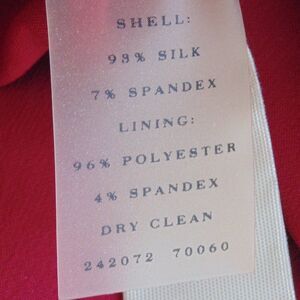 SHELL:
93% SILK
7% SPANDEX
LINING:
96% POLYESTER
4% SPANDEX
DRY CLEAN
242072 70060